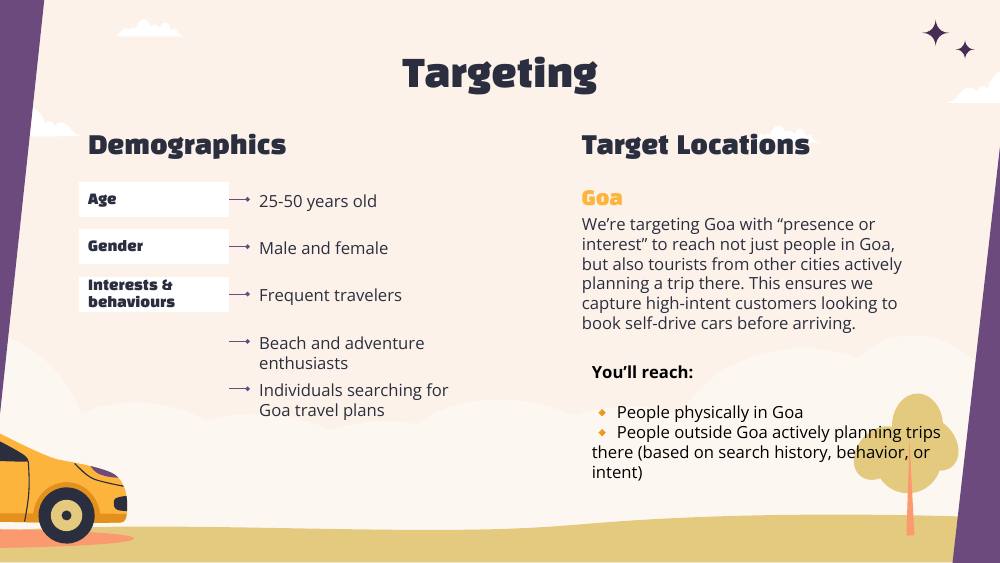 Targeting
Demographics
Age
25-50 years old
Gender
Male and female
Interests &
behaviours
Frequent travelers
Beach and adventure
enthusiasts
Individuals searching for
Goa travel plans
Target Locations
Goa
We’re targeting Goa with “presence or
interest” to reach not just people in Goa,
but also tourists from other cities actively
planning a trip there. This ensures we
capture high-intent customers looking to
book self-drive cars before arriving.
You’ll reach:
People physically in Goa
People outside Goa actively planning trips
there (based on search history, behavior, or
intent)